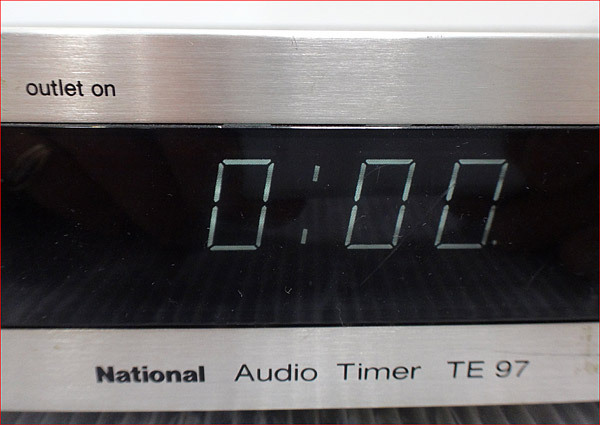 outlet on
0:00
National Audio Timer TE 97